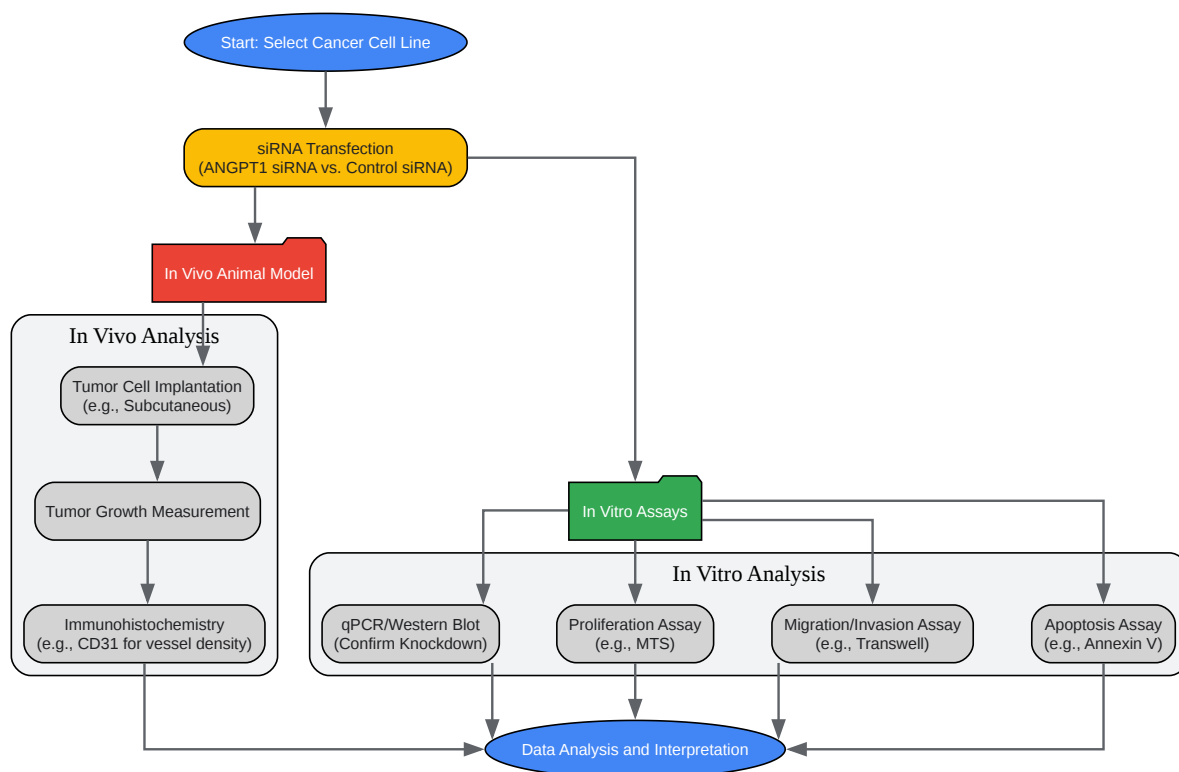 Start: Select Cancer Cell Line
siRNA Transfection
(ANGPT1 siRNA vs. Control siRNA)
In Vivo Animal Model
In Vivo Analysis
Tumor Cell Implantation
(e.g., Subcutaneous)
Tumor Growth Measurement
Immunohistochemistry
(e.g., CD31 for vessel density)
In Vitro Assays
In Vitro Analysis
qPCR/Western Blot
(Confirm Knockdown)
Proliferation Assay
(e.g., MTS)
Migration/Invasion Assay
(e.g., Transwell)
Apoptosis Assay
(e.g., Annexin V)
Data Analysis and Interpretation